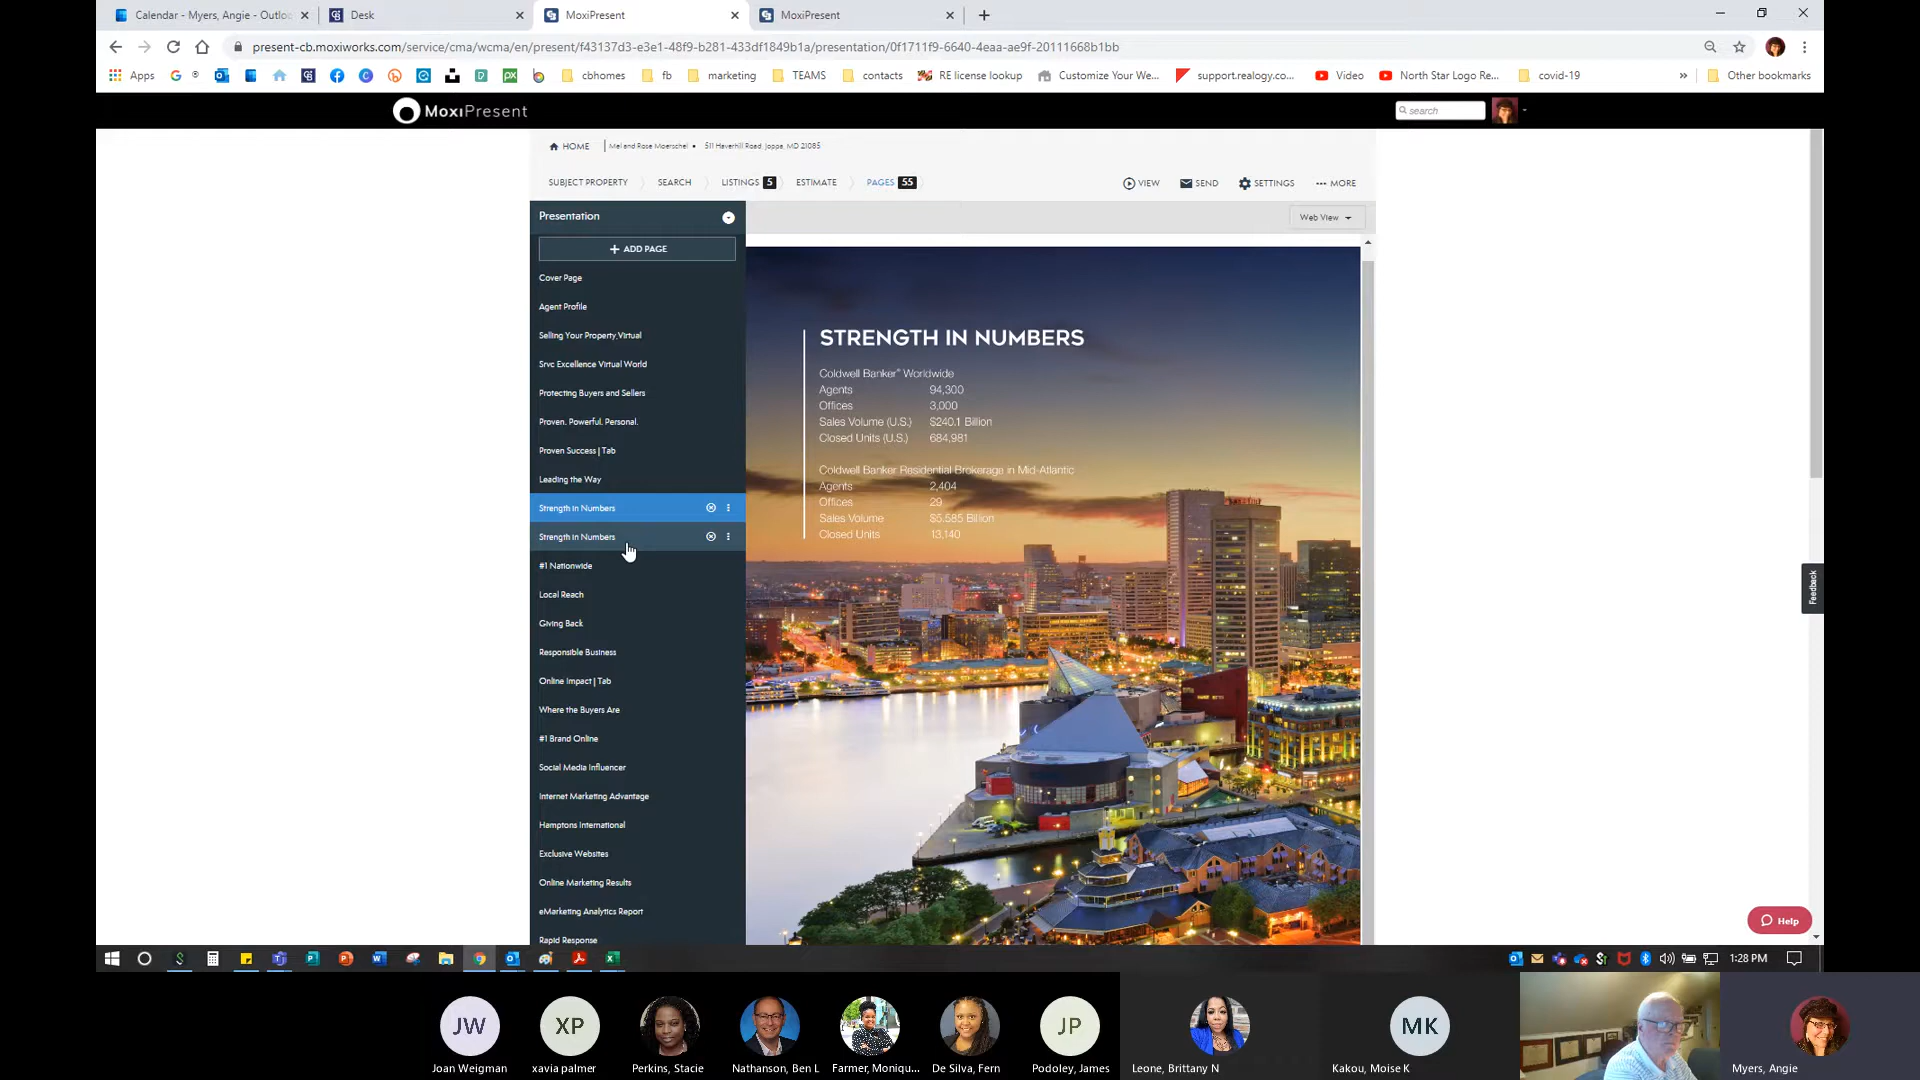 Calendar - Myers, Angie - Outlo
Desk
MoxiPresent
MoxiPresent
present-cb.moxiworks.com/service/cma/wcma/en/present/f43137d3-e3e1-48f9-b281-433df1849b1a/presentation/0f1711f9-6640-4eaa-ae9f-20111668b1bb
Apps
cbhomes
fb
marketing
TEAMS
contacts
RE license lookup
Customize Your We...
support.realogy.co...
Video
North Star Logo Re...
covid-19
»
Other bookmarks
MoxiPresent
search
HOME
Mel and Rose Moerschel • 511 Haverhill Road, Joppa, MD 21085
SUBJECT PROPERTY
SEARCH
LISTINGS 5
ESTIMATE
PAGES 55
VIEW
SEND
SETTINGS
••• MORE
Presentation
Web View
+ ADD PAGE
Cover Page
Agent Profile
Selling Your Property,Virtual
Srvc Excellence Virtual World
Protecting Buyers and Sellers
Proven. Powerful. Personal.
Proven Success | Tab
Leading the Way
Strength in Numbers
Strength in Numbers
#1 Nationwide
Local Reach
Giving Back
Responsible Business
Online Impact | Tab
Where the Buyers Are
#1 Brand Online
Social Media Influencer
Internet Marketing Advantage
Hamptons International
Exclusive Websites
Online Marketing Results
eMarketing Analytics Report
Rapid Response
STRENGTH IN NUMBERS
Coldwell Banker® Worldwide
Agents 94,300
Offices 3,000
Sales Volume (U.S.) $240.1 Billion
Closed Units (U.S.) 684,981
Coldwell Banker Residential Brokerage in Mid-Atlantic
Agents 2,404
Offices 29
Sales Volume $5.585 Billion
Closed Units 13,140
Feedback
Help
1:28 PM
JW
XP
JP
MK
Joan Weigman
xavia palmer
Perkins, Stacie
Nathanson, Ben L
Farmer, Moniqu...
De Silva, Fern
Podoley, James
Leone, Brittany N
Kakou, Moise K
Myers, Angie